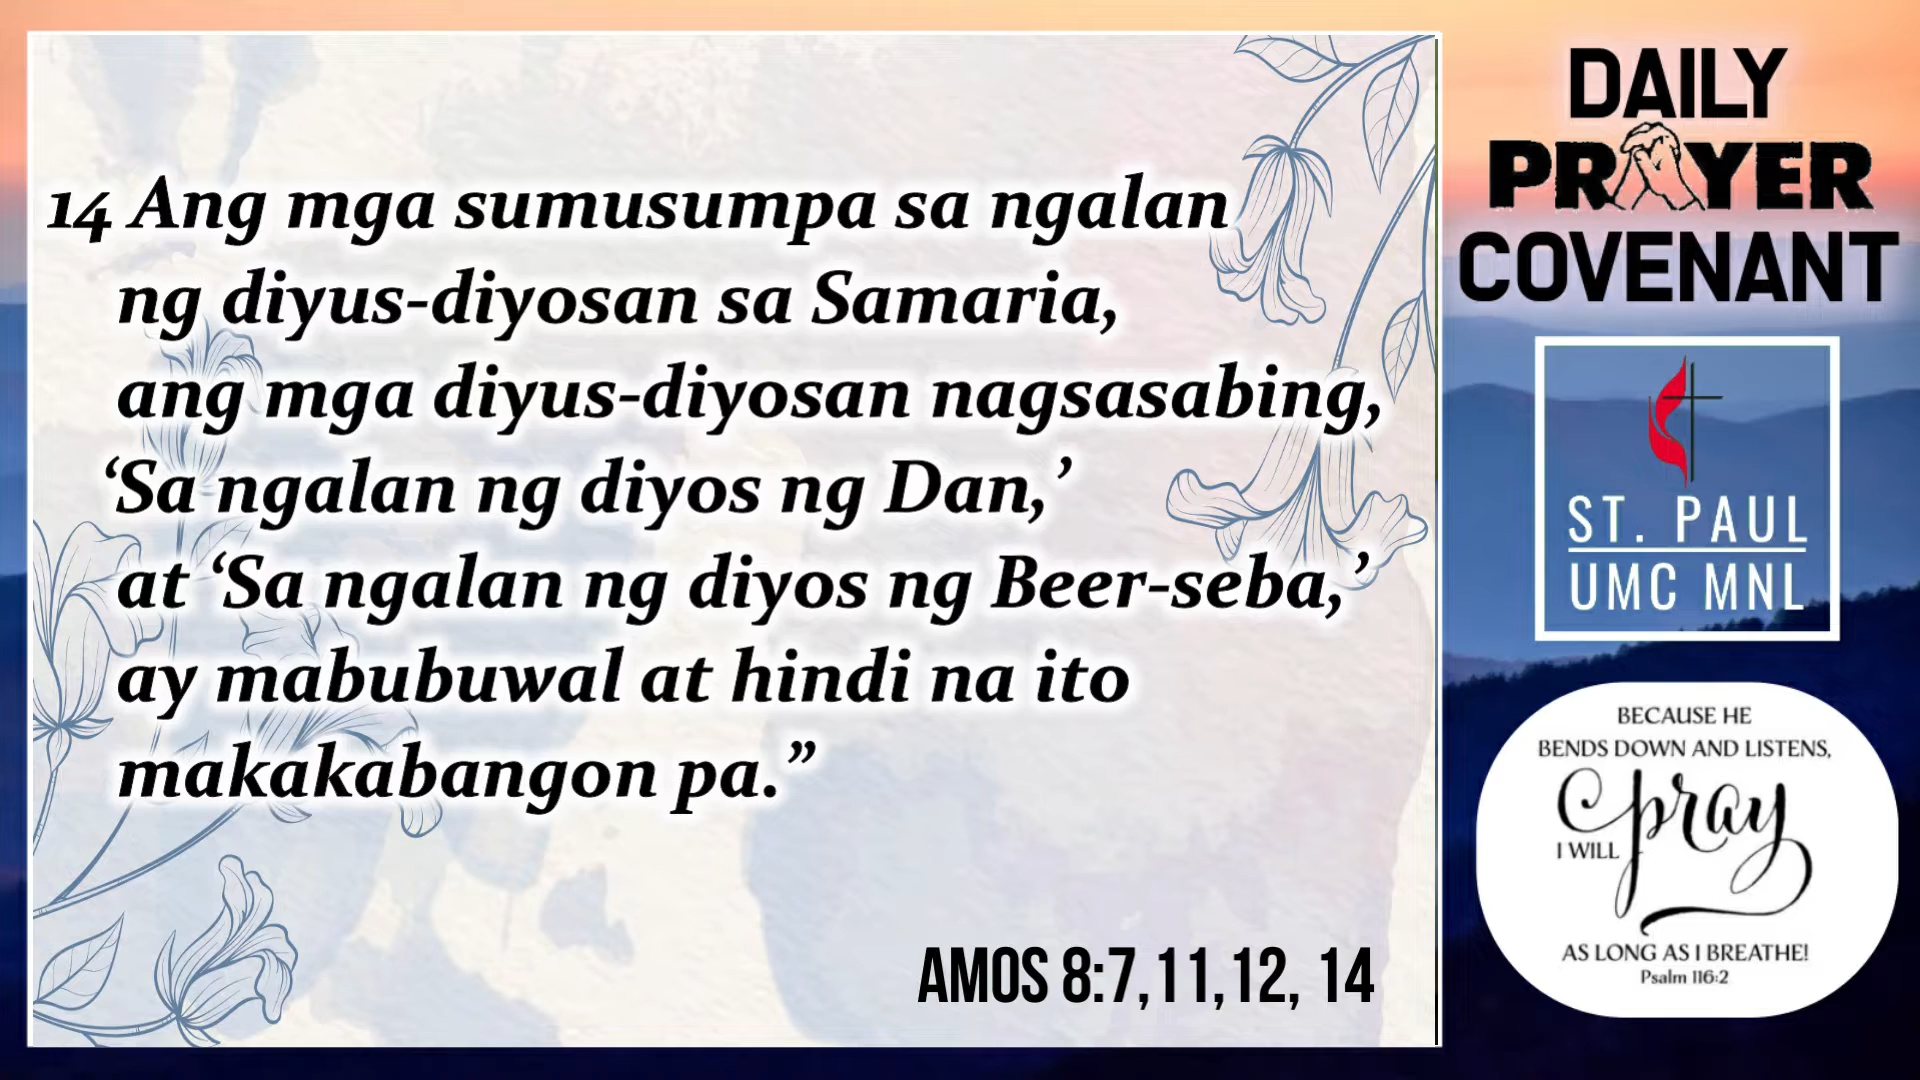 14 Ang mga sumusumpa sa ngalan
ng diyus-diyosan sa Samaria,
ang mga diyus-diyosan nagsasabing,
‘Sa ngalan ng diyos ng Dan,’
at ‘Sa ngalan ng diyos ng Beer-seba,’
ay mabubuwal at hindi na ito
makakabangon pa.”
AMOS 8:7,11,12, 14
DAILY
PRAYER
COVENANT
ST. PAUL
UMC MNL
BECAUSE HE
BENDS DOWN AND LISTENS,
I WILL pray
AS LONG AS I BREATHE!
Psalm 116:2